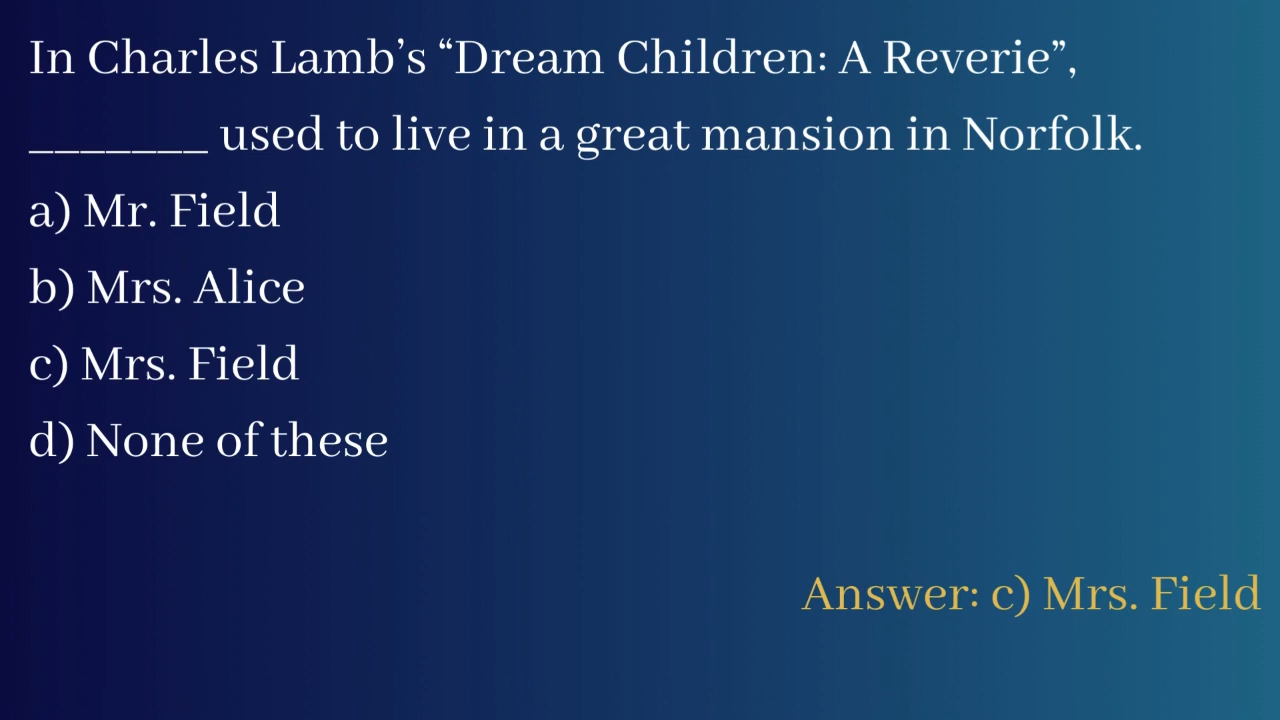 In Charles Lamb’s “Dream Children: A Reverie”,
_______ used to live in a great mansion in Norfolk.
a) Mr. Field
b) Mrs. Alice
c) Mrs. Field
d) None of these
Answer: c) Mrs. Field